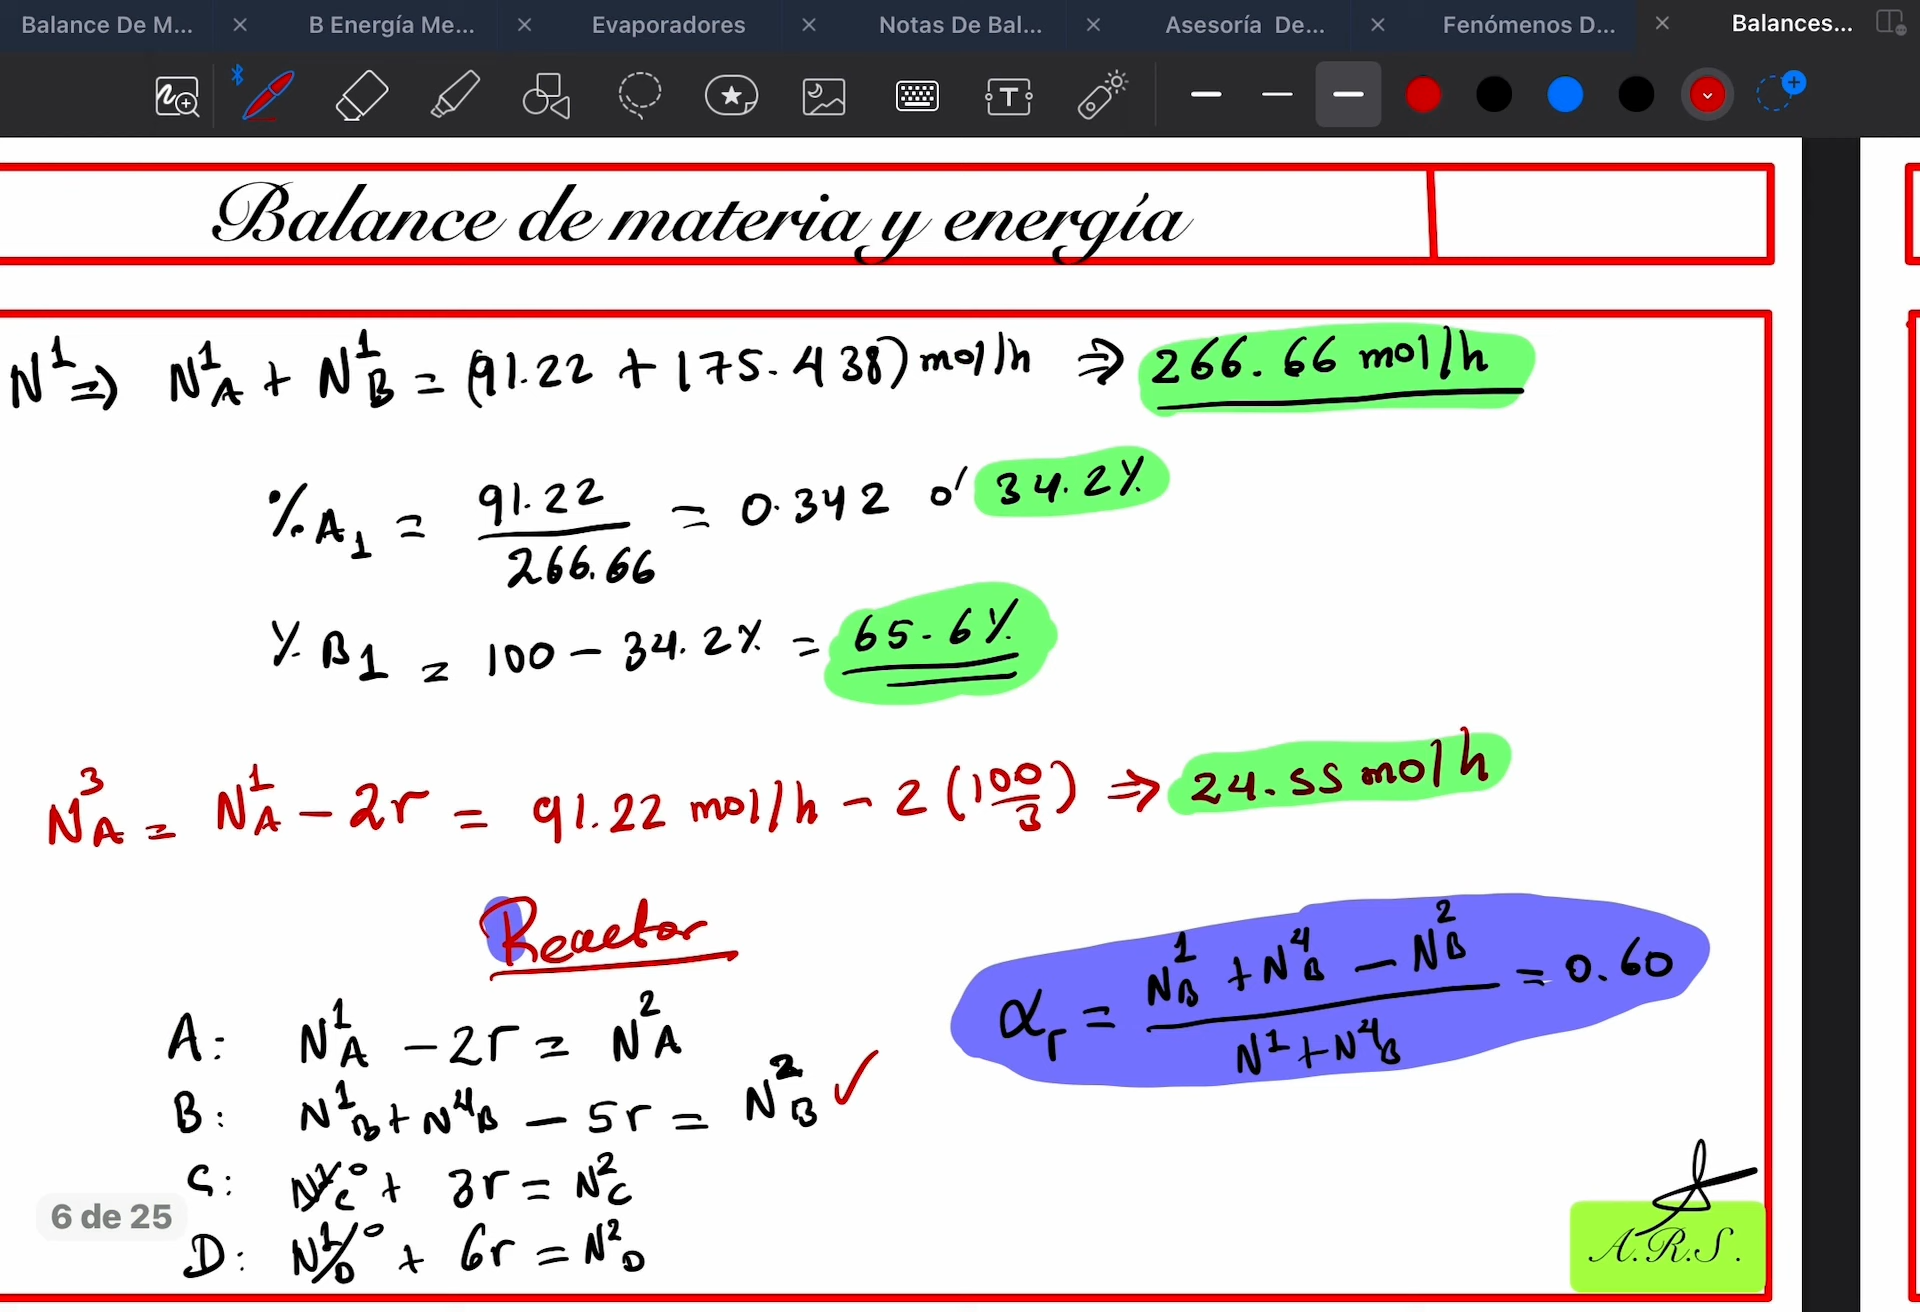 Balance De M... × B Energía Me... × Evaporadores × Notas De Bal... × Asesoría De... × Fenómenos D... × Balances...
Balance de materia y energía
N¹ ⇒ N¹A + N¹B = (91.22 + 175.438) mol/h ⇒ 266.66 mol/h
%A₁ = 91.22 / 266.66 = 0.342 ó 34.2%
% B1 = 100 - 34.2% = 65.6%
N³A = N¹A - 2r = 91.22 mol/h - 2 (100/3) ⇒ 24.55 mol/h
Reactor
αr = (N¹B + N⁴B - N²B) / (N¹ + N⁴B) = 0.60
A: N¹A - 2r = N²A
B: N¹B + N⁴B - 5r = N²B ✓
C: N¹C⁰ + 3r = N²C
D: N¹D⁰ + 6r = N²D
6 de 25
A.R.S.